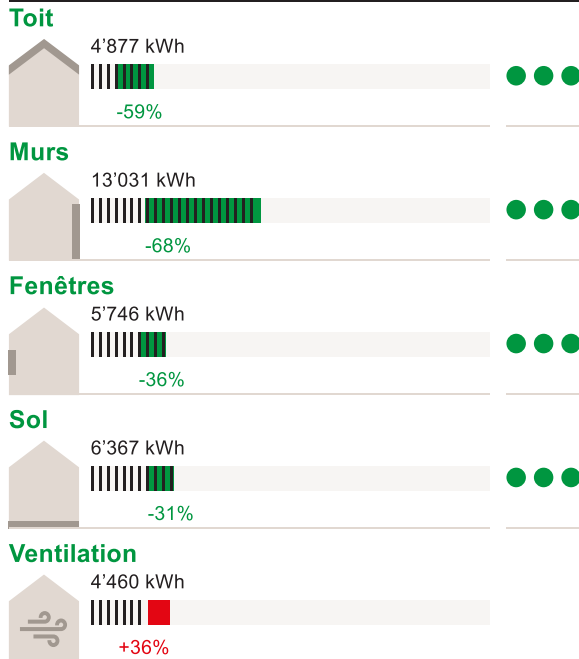 Toit
4’877 kWh
-59%
Murs
13’031 kWh
-68%
Fenêtres
5’746 kWh
-36%
Sol
6’367 kWh
-31%
Ventilation
4’460 kWh
+36%